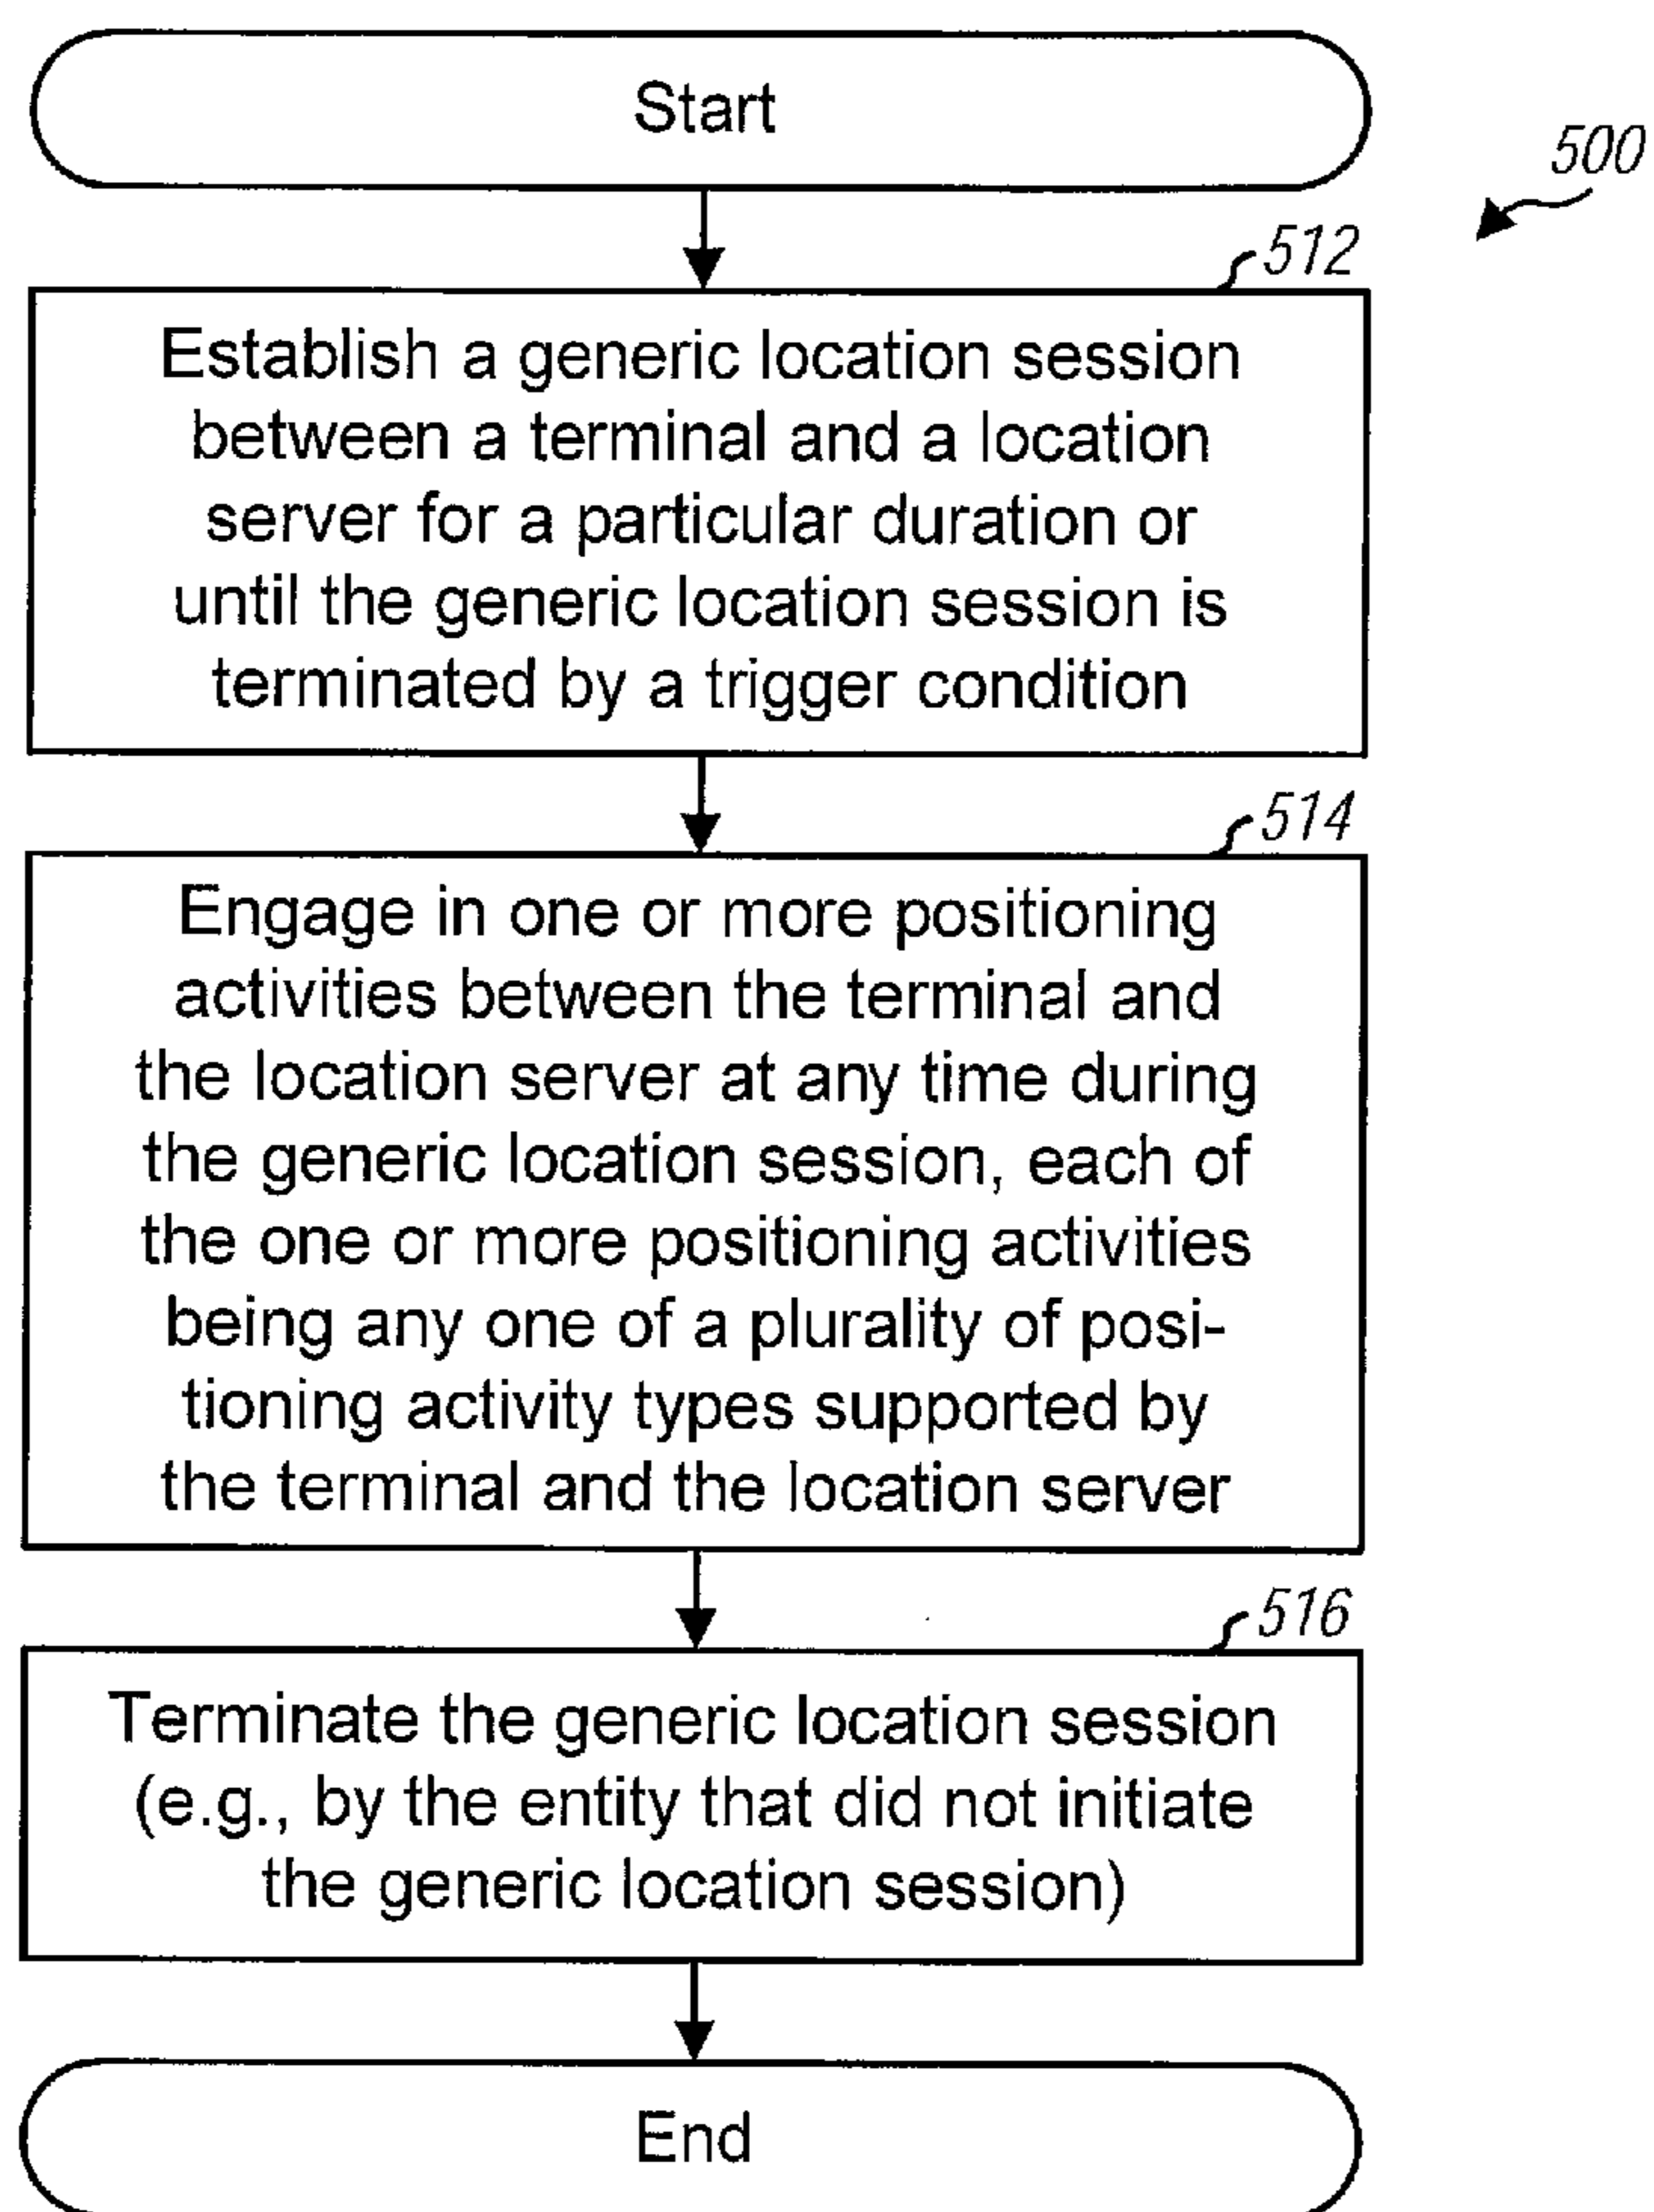 Start
500
512
Establish a generic location session
between a terminal and a location
server for a particular duration or
until the generic location session is
terminated by a trigger condition
514
Engage in one or more positioning
activities between the terminal and
the location server at any time during
the generic location session, each of
the one or more positioning activities
being any one of a plurality of posi-
tioning activity types supported by
the terminal and the location server
516
Terminate the generic location session
(e.g., by the entity that did not initiate
the generic location session)
End